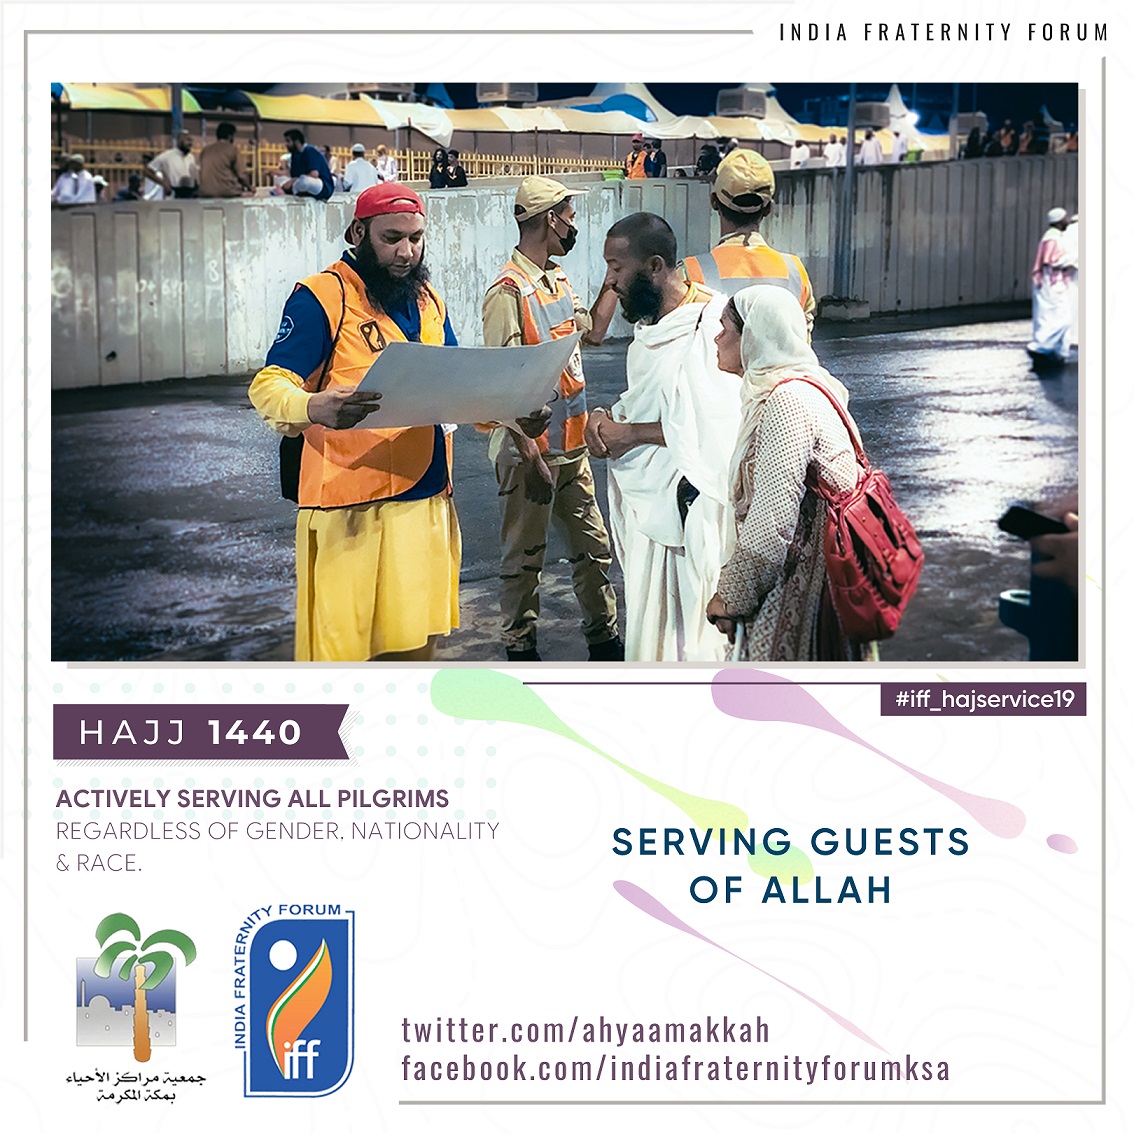 INDIA FRATERNITY FORUM
#iff_hajservice19
HAJJ 1440
ACTIVELY SERVING ALL PILGRIMS
REGARDLESS OF GENDER, NATIONALITY
& RACE.
SERVING GUESTS
OF ALLAH
INDIA FRATERNITY FORUM
iff
جمعية مراكز الأحياء
بمكة المكرمة
twitter.com/ahyaamakkah
facebook.com/indiafraternityforumksa